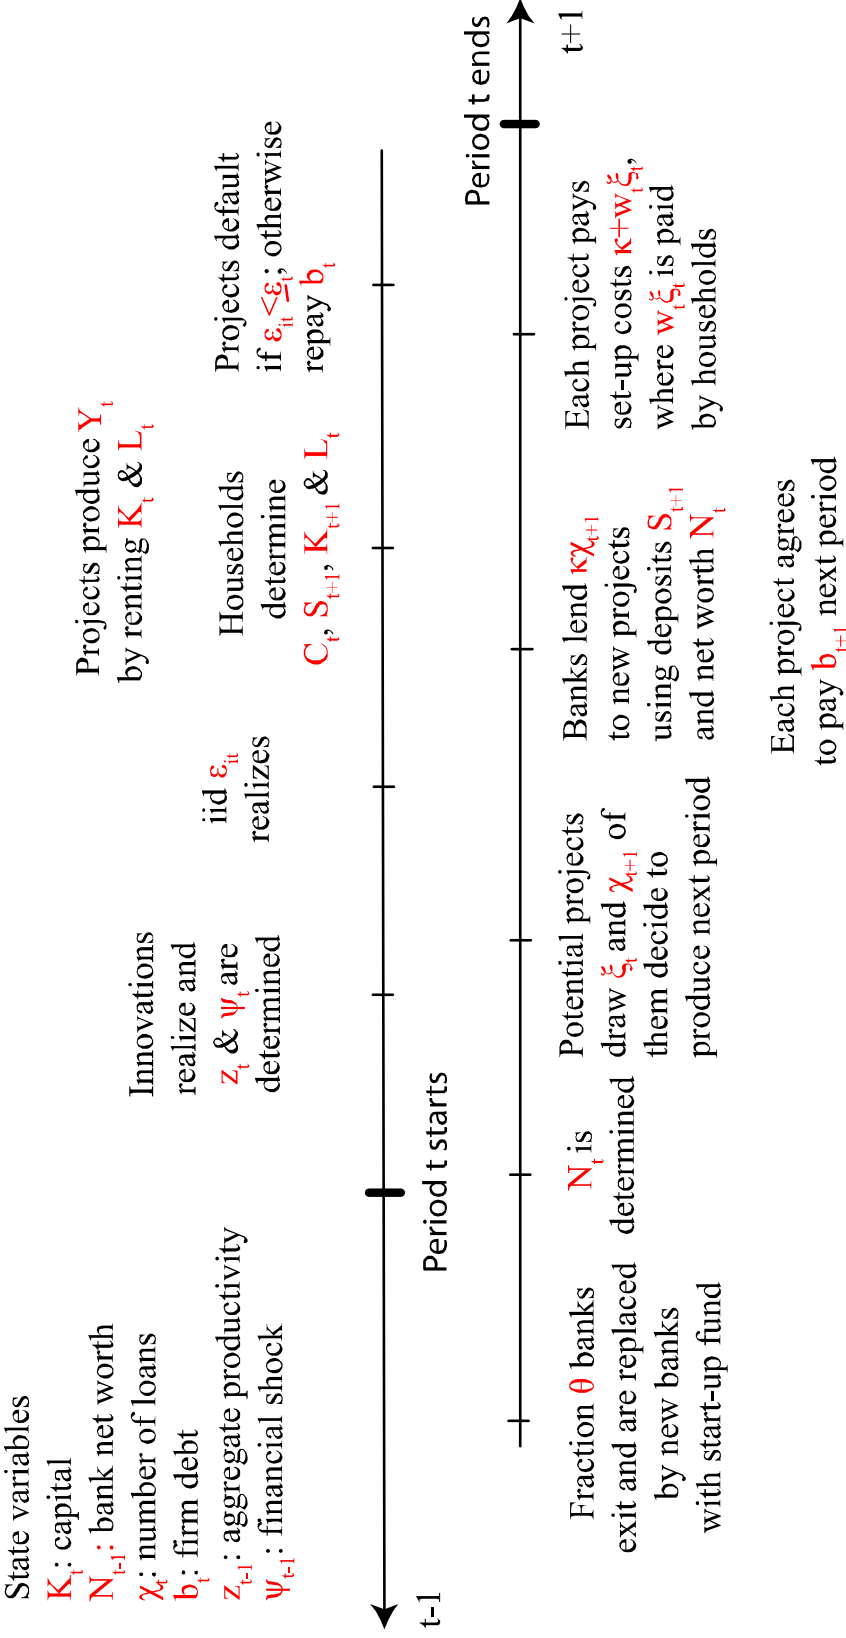 State variables
K_t: capital
N_{t-1}: bank net worth
χ_t: number of loans
b_t: firm debt
z_{t-1}: aggregate productivity
ψ_{t-1}: financial shock
t-1
Period t starts
Innovations
realize and
z_t & ψ_t are
determined
iid ε_{it}
realizes
Projects produce Y_t
by renting K_t & L_t
Households
determine
C_t, S_{t+1}, K_{t+1} & L_t
Projects default
if ε_{it} <ε_t; otherwise
repay b_t
Fraction θ banks
exit and are replaced
by new banks
with start-up fund
N_t is
determined
Potential projects
draw ξ_t and χ_{t+1} of
them decide to
produce next period
Banks lend κχ_{t+1}
to new projects
using deposits S_{t+1}
and net worth N_t
Each project agrees
to pay b_{t+1} next period
Each project pays
set-up costs κ+w_tξ_t,
where w_tξ_t is paid
by households
Period t ends
t+1